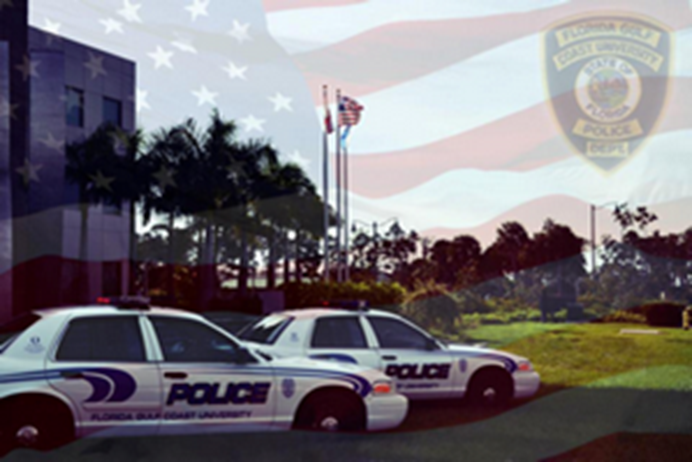 FLORIDA GULF
COAST UNIVERSITY
STATE OF
FLORIDA
POLICE
DEPT.
POLICE
FLORIDA GULF COAST UNIVERSITY
POLICE